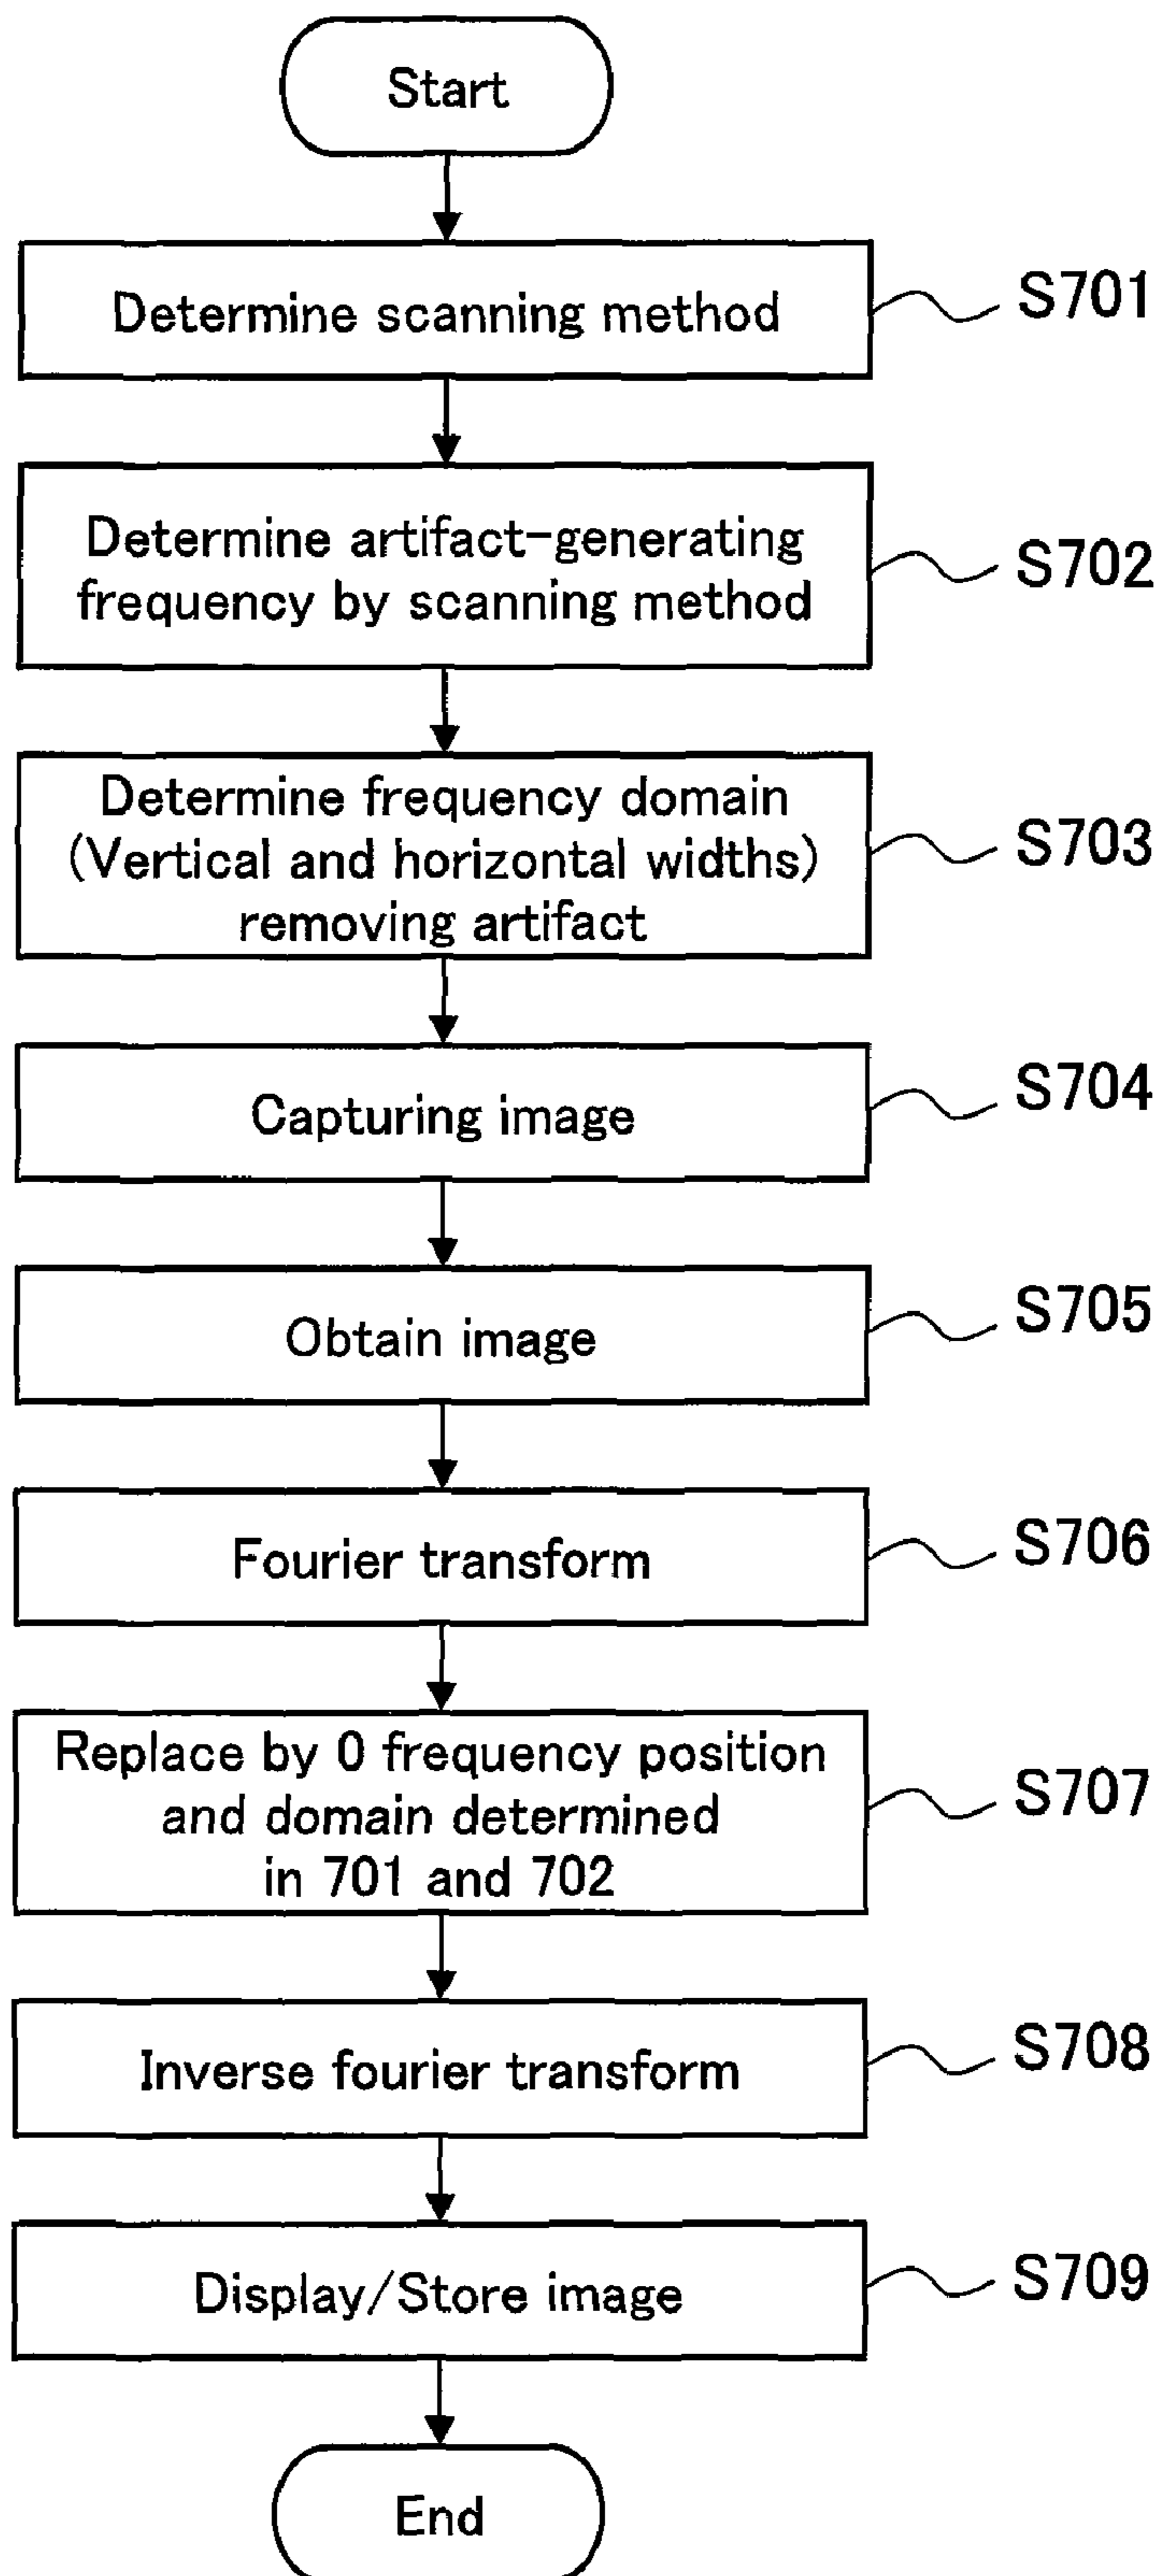 Start
Determine scanning method
S701
Determine artifact-generating
frequency by scanning method
S702
Determine frequency domain
(Vertical and horizontal widths)
removing artifact
S703
Capturing image
S704
Obtain image
S705
Fourier transform
S706
Replace by 0 frequency position
and domain determined
in 701 and 702
S707
Inverse fourier transform
S708
Display/Store image
S709
End